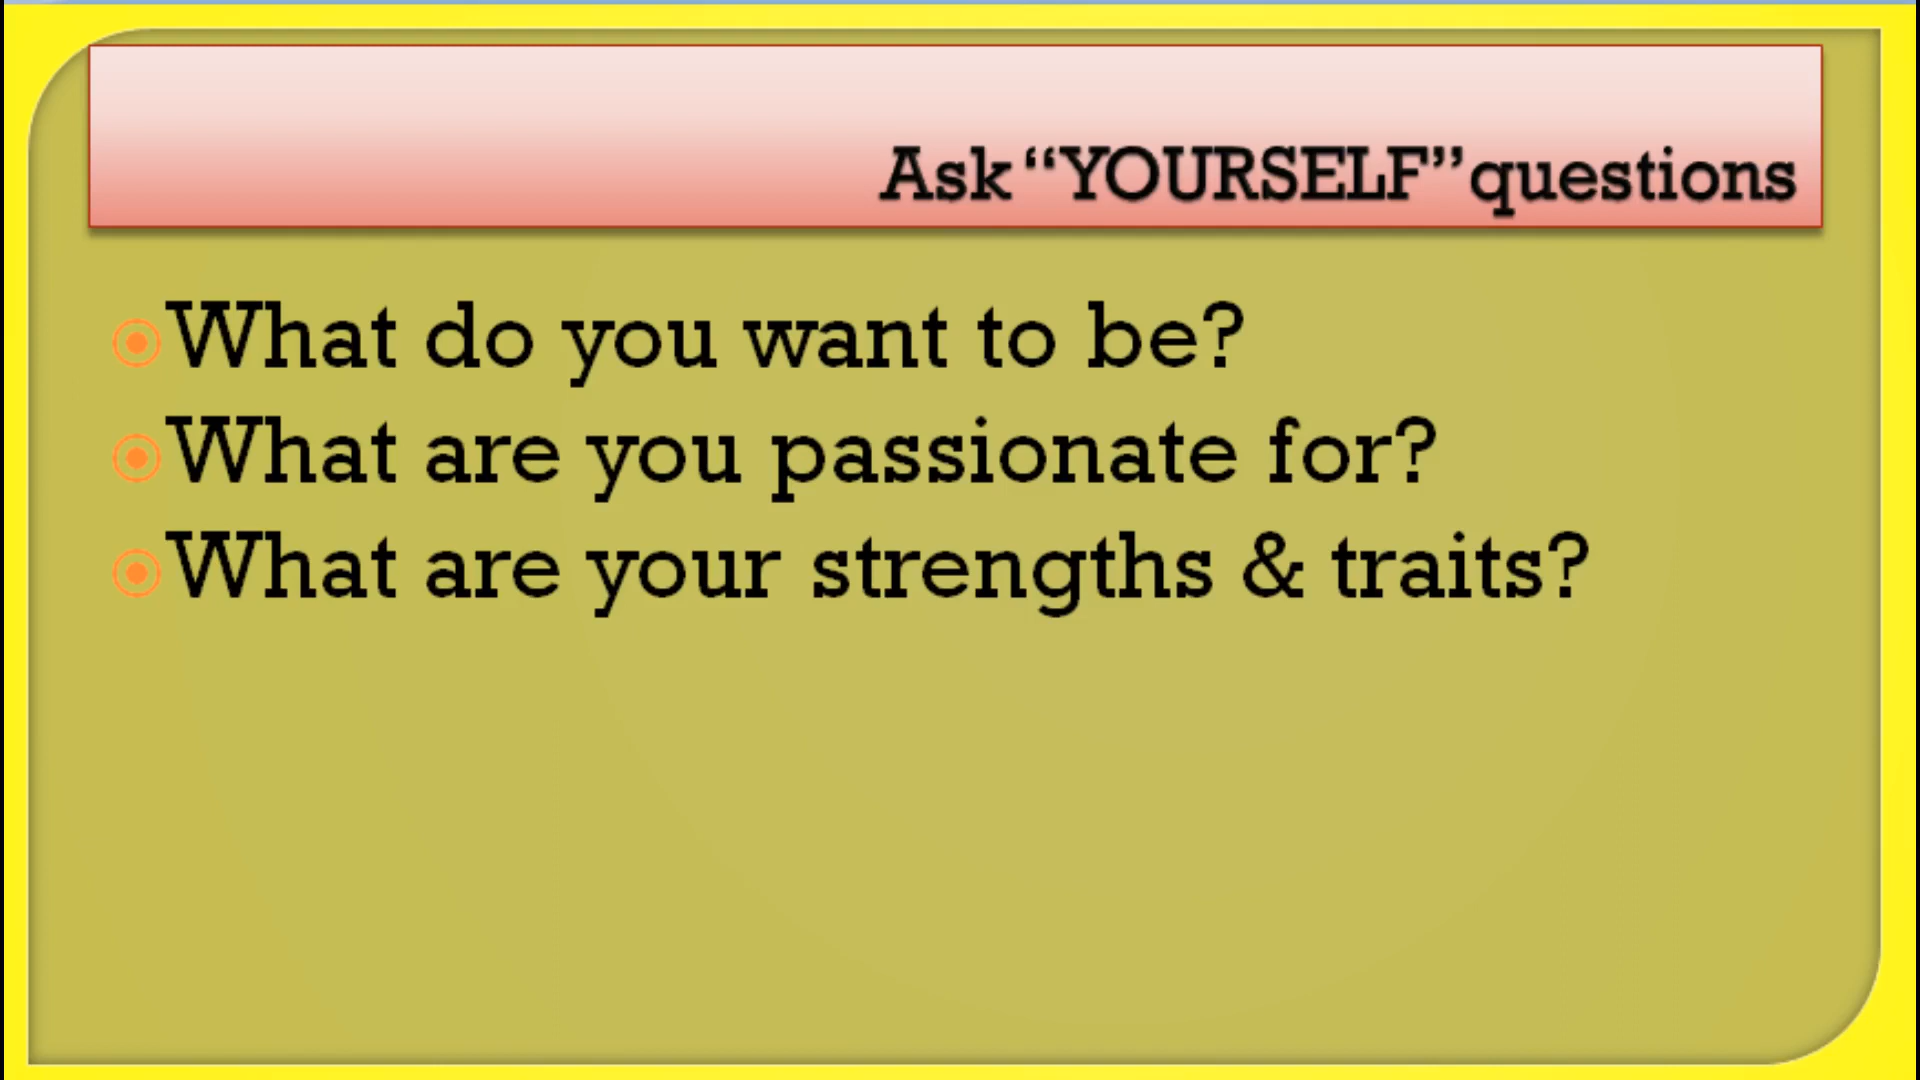 Ask “YOURSELF” questions
What do you want to be?
What are you passionate for?
What are your strengths & traits?